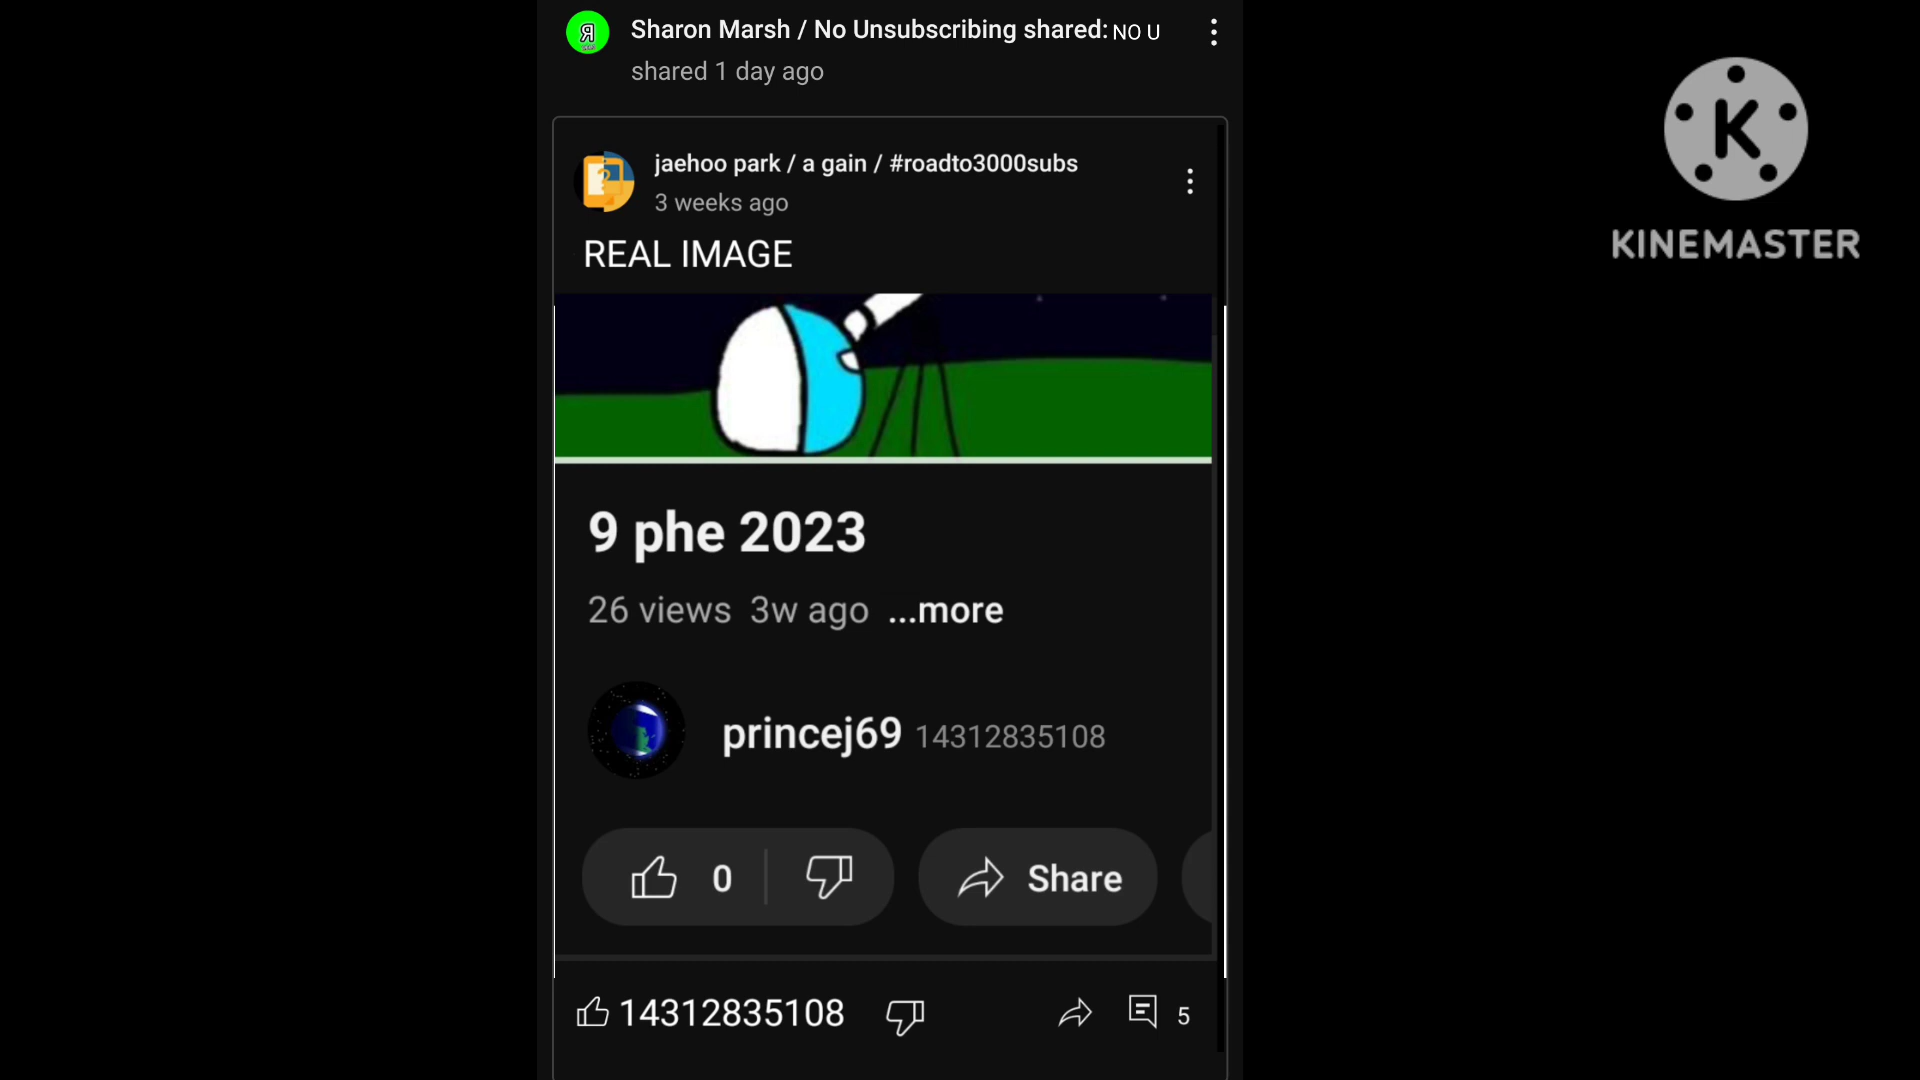 Sharon Marsh / No Unsubscribing shared: NO U
shared 1 day ago
jaehoo park / a gain / #roadto3000subs
3 weeks ago
REAL IMAGE
9 phe 2023
26 views 3w ago ...more
princej69 14312835108
0
Share
14312835108
5
K
KINEMASTER